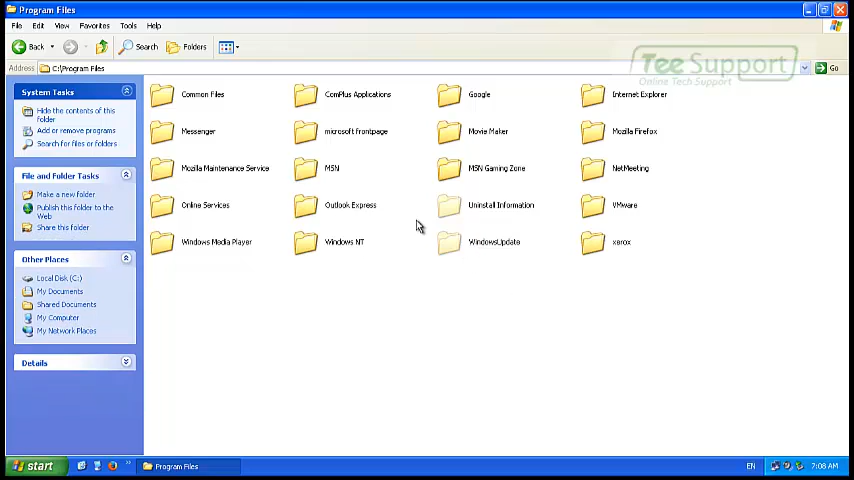 Program Files
File Edit View Favorites Tools Help
Back Search Folders
Tee Support
Online Tech Support
Address C:\Program Files Go
System Tasks
Hide the contents of this
folder
Add or remove programs
Search for files or folders
File and Folder Tasks
Make a new folder
Publish this folder to the
Web
Share this folder
Other Places
Local Disk (C:)
My Documents
Shared Documents
My Computer
My Network Places
Details
Common Files ComPlus Applications Google Internet Explorer
Messenger microsoft frontpage Movie Maker Mozilla Firefox
Mozilla Maintenance Service MSN MSN Gaming Zone NetMeeting
Online Services Outlook Express Uninstall Information VMware
Windows Media Player Windows NT WindowsUpdate xerox
start Program Files EN 7:08 AM